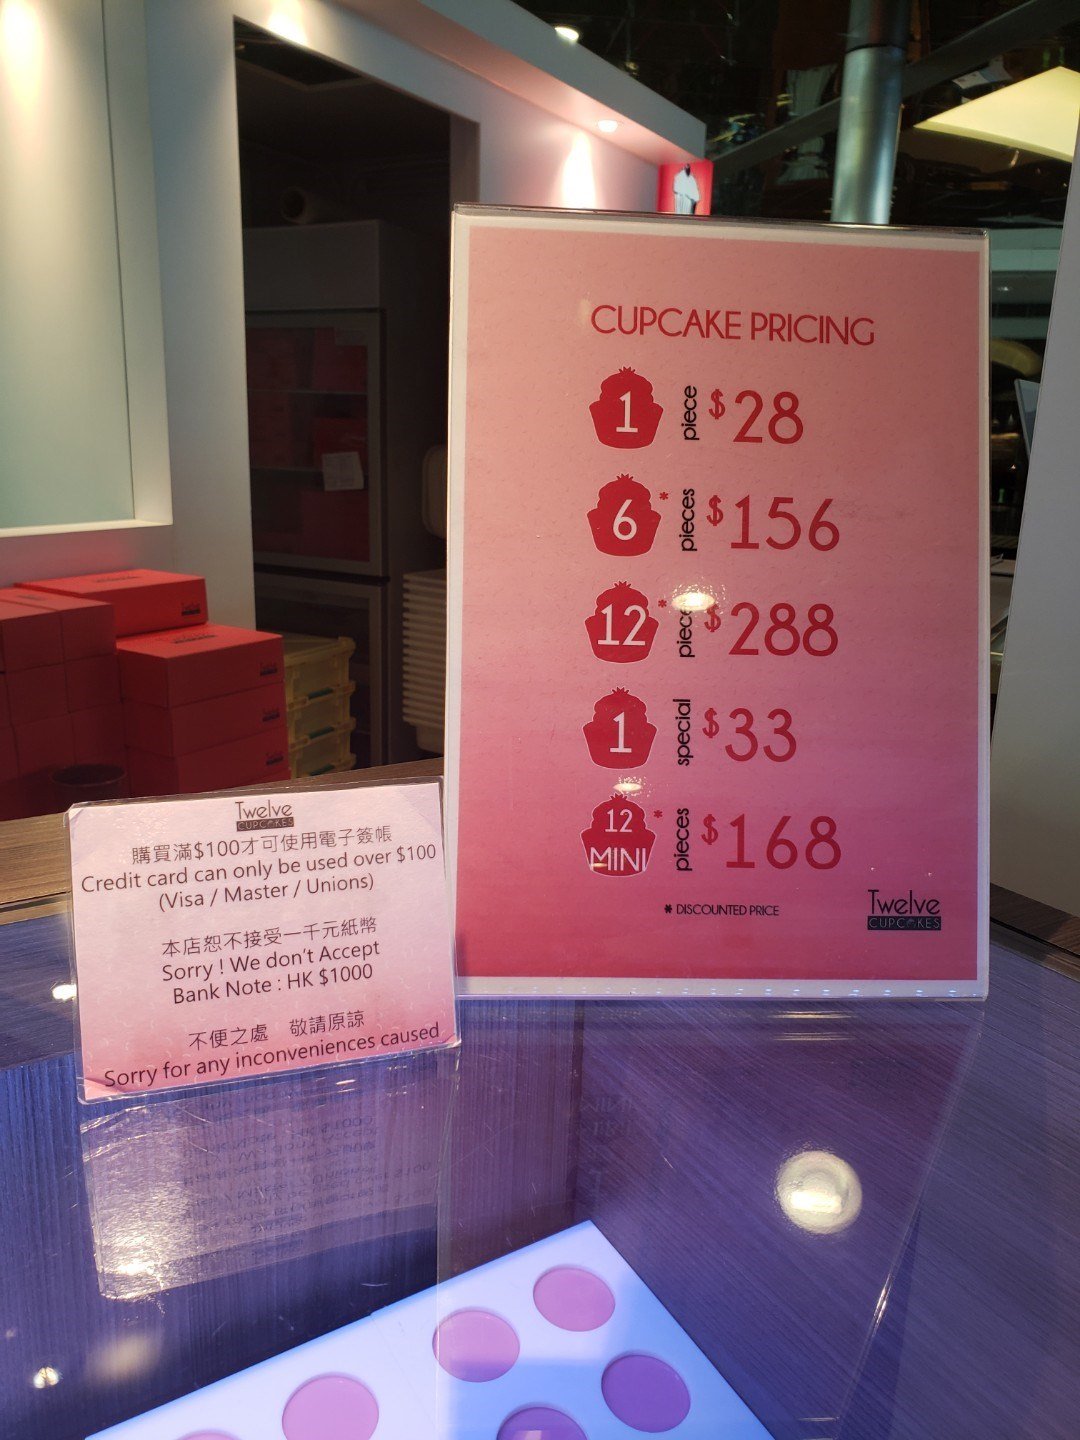 CUPCAKE PRICING
1 piece $28
6* pieces $156
12* piec $288
1 special $33
12 MINI* pieces $168
* DISCOUNTED PRICE
Twelve
CUPCAKES
Twelve
CUPCAKES
購買滿$100才可使用電子簽帳
Credit card can only be used over $100
(Visa / Master / Unions)
本店恕不接受一千元紙幣
Sorry ! We don't Accept
Bank Note : HK $1000
不便之處 敬請原諒
Sorry for any inconveniences caused